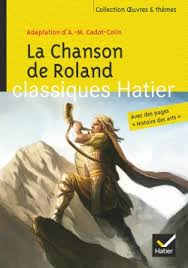 Collection Œuvres & thèmes
Adaptation d'A.-M. Cadot-Colin
La Chanson
de Roland
classiques Hatier
Avec des pages
« Histoire des arts »
Hatier